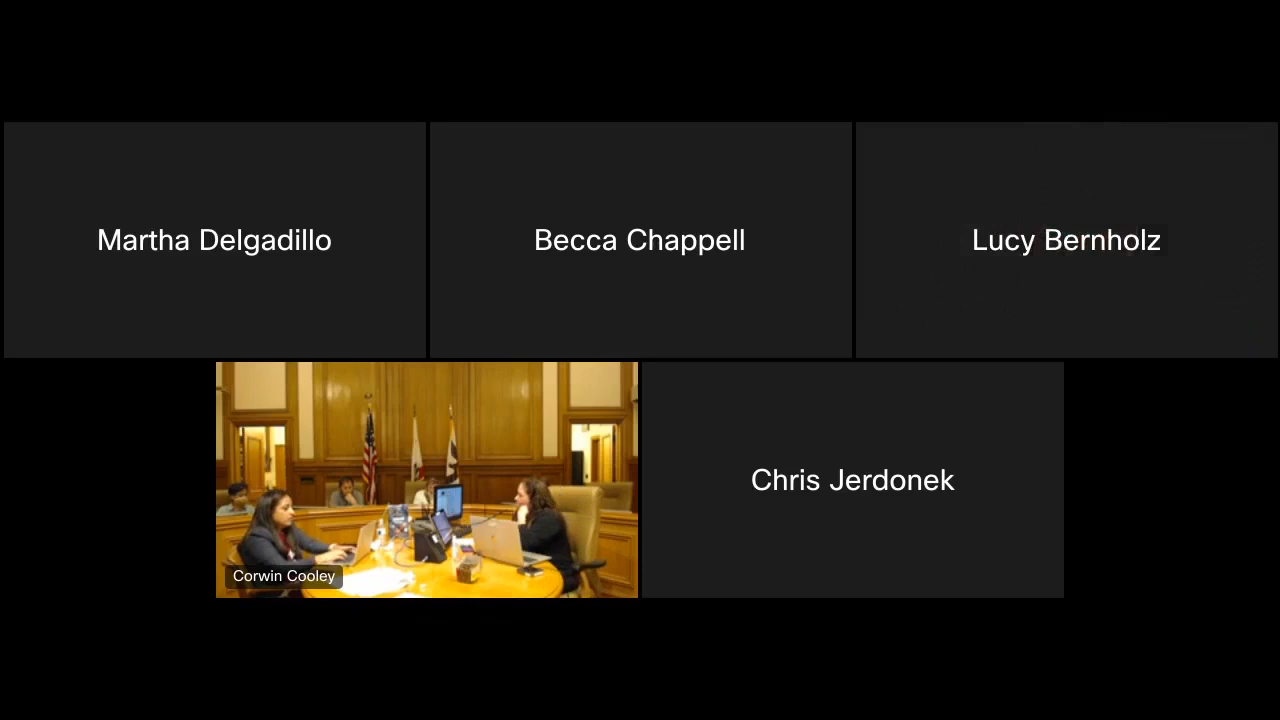 Martha Delgadillo
Becca Chappell
Lucy Bernholz
Corwin Cooley
Chris Jerdonek